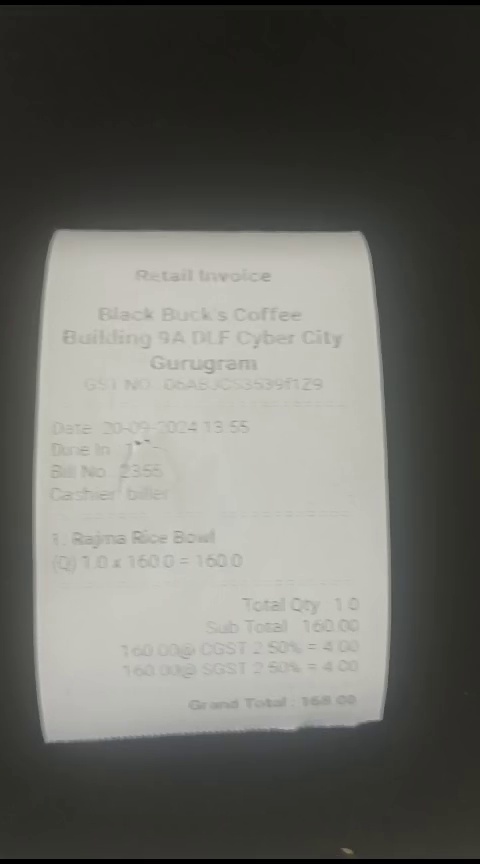 Retail Invoice
Black Buck's Coffee
Building 9A DLF Cyber City
Gurugram
GST NO
Date: 20-09-2024 13:55
Dine In
Bill No: 2355
Cashier: biller
1. Rajma Rice Bowl
(Q) 1.0 x 160.0 = 160.0
Total Qty: 1.0
Sub Total: 160.00
160.00@ CGST 2.50% = 4.00
160.00@ SGST 2.50% = 4.00
Grand Total: 168.00